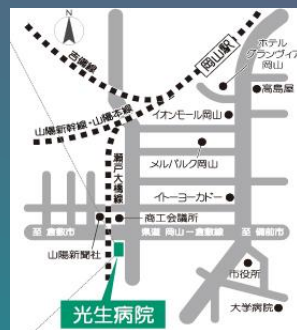 N
吉備線
岡山駅
ホテル
グランヴィア
岡山
高島屋
イオンモール岡山
山陽新幹線・山陽本線
メルパルク岡山
瀬戸大橋線
イトーヨーカドー
商工会議所
至 倉敷市
県道 岡山－倉敷線
至 備前市
山陽新聞社
市役所
光生病院
大学病院